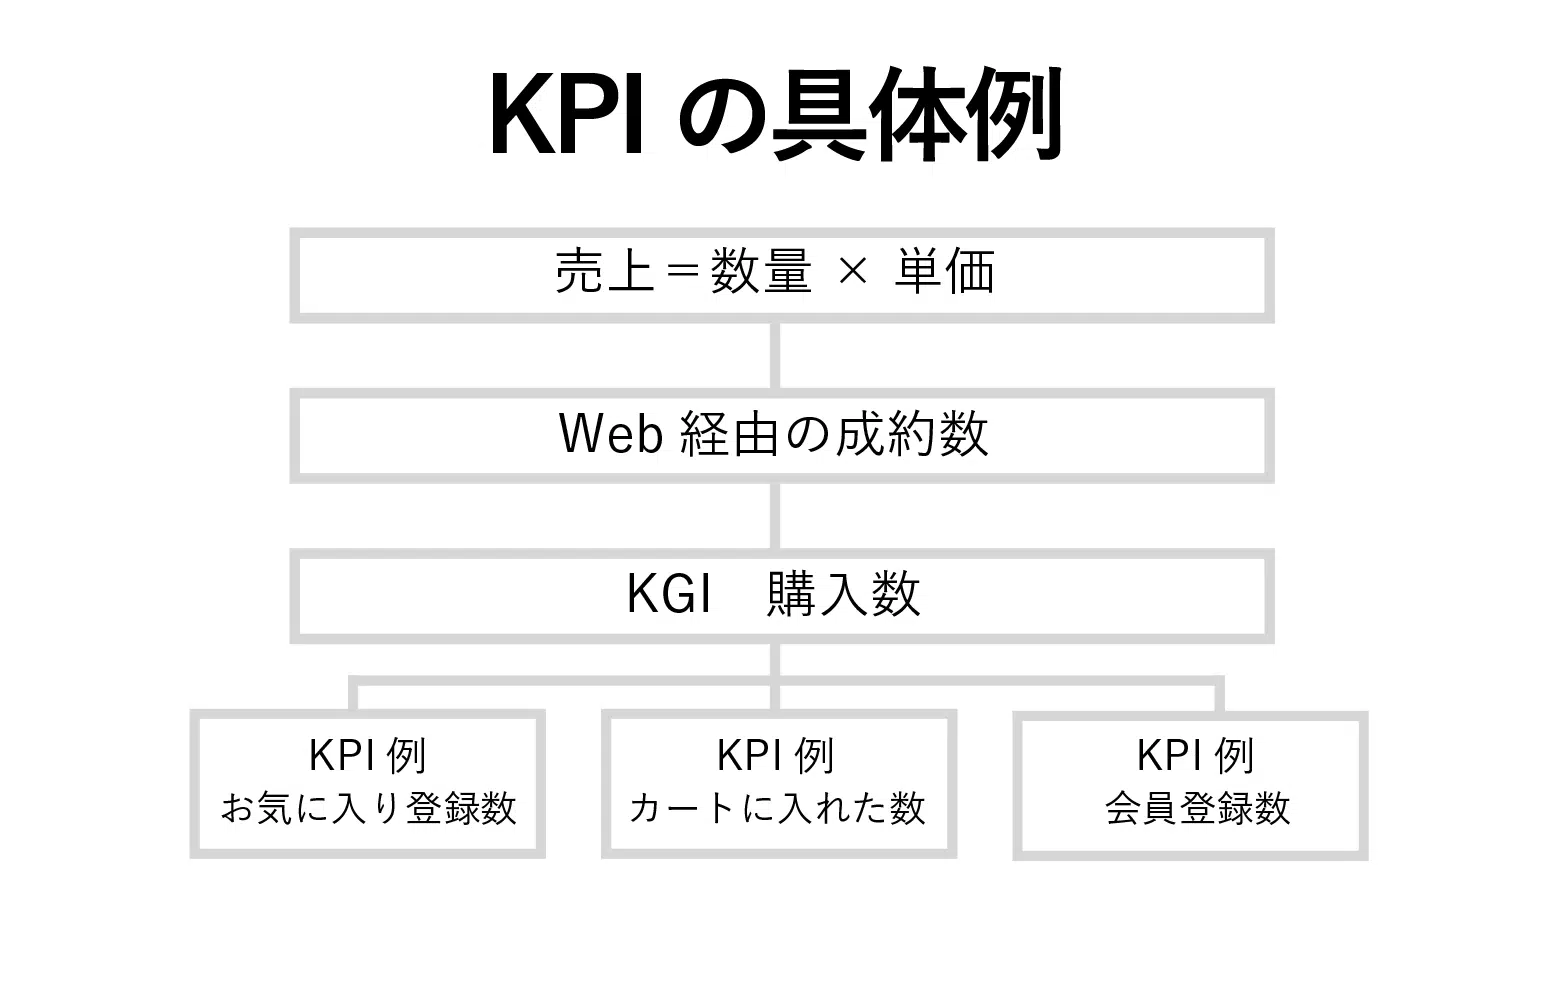 KPI の具体例
売上＝数量 × 単価
Web 経由の成約数
KGI　購入数
KPI 例
お気に入り登録数
KPI 例
カートに入れた数
KPI 例
会員登録数